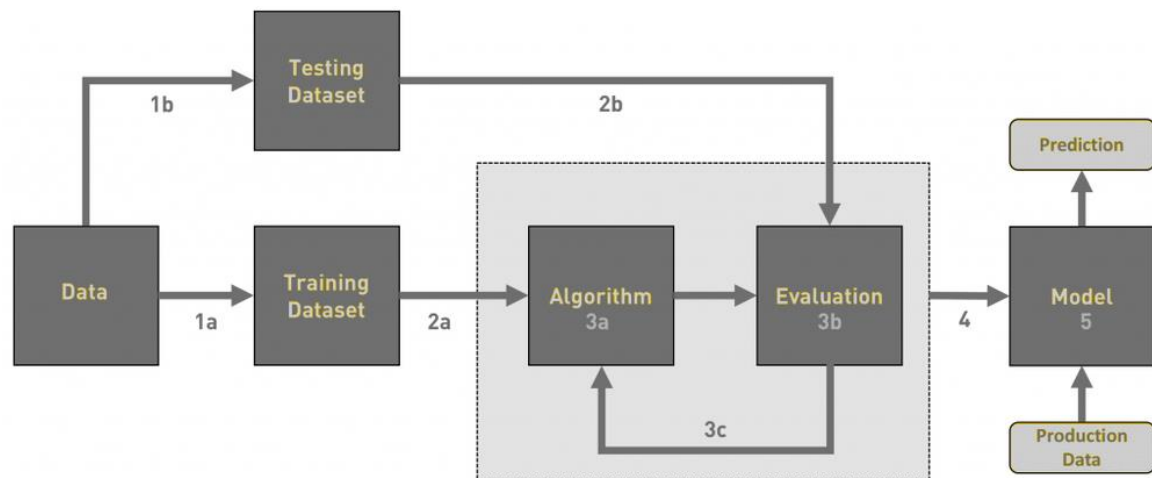 Testing
Dataset
1b
2b
Prediction
Data
1a
Training
Dataset
2a
Algorithm
3a
Evaluation
3b
3c
4
Model
5
Production
Data